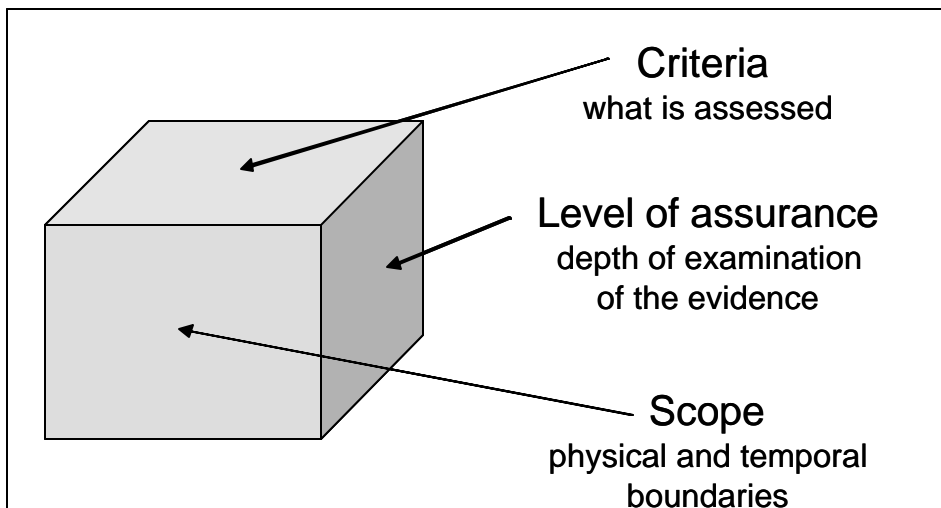 Criteria
what is assessed
Level of assurance
depth of examination
of the evidence
Scope
physical and temporal
boundaries